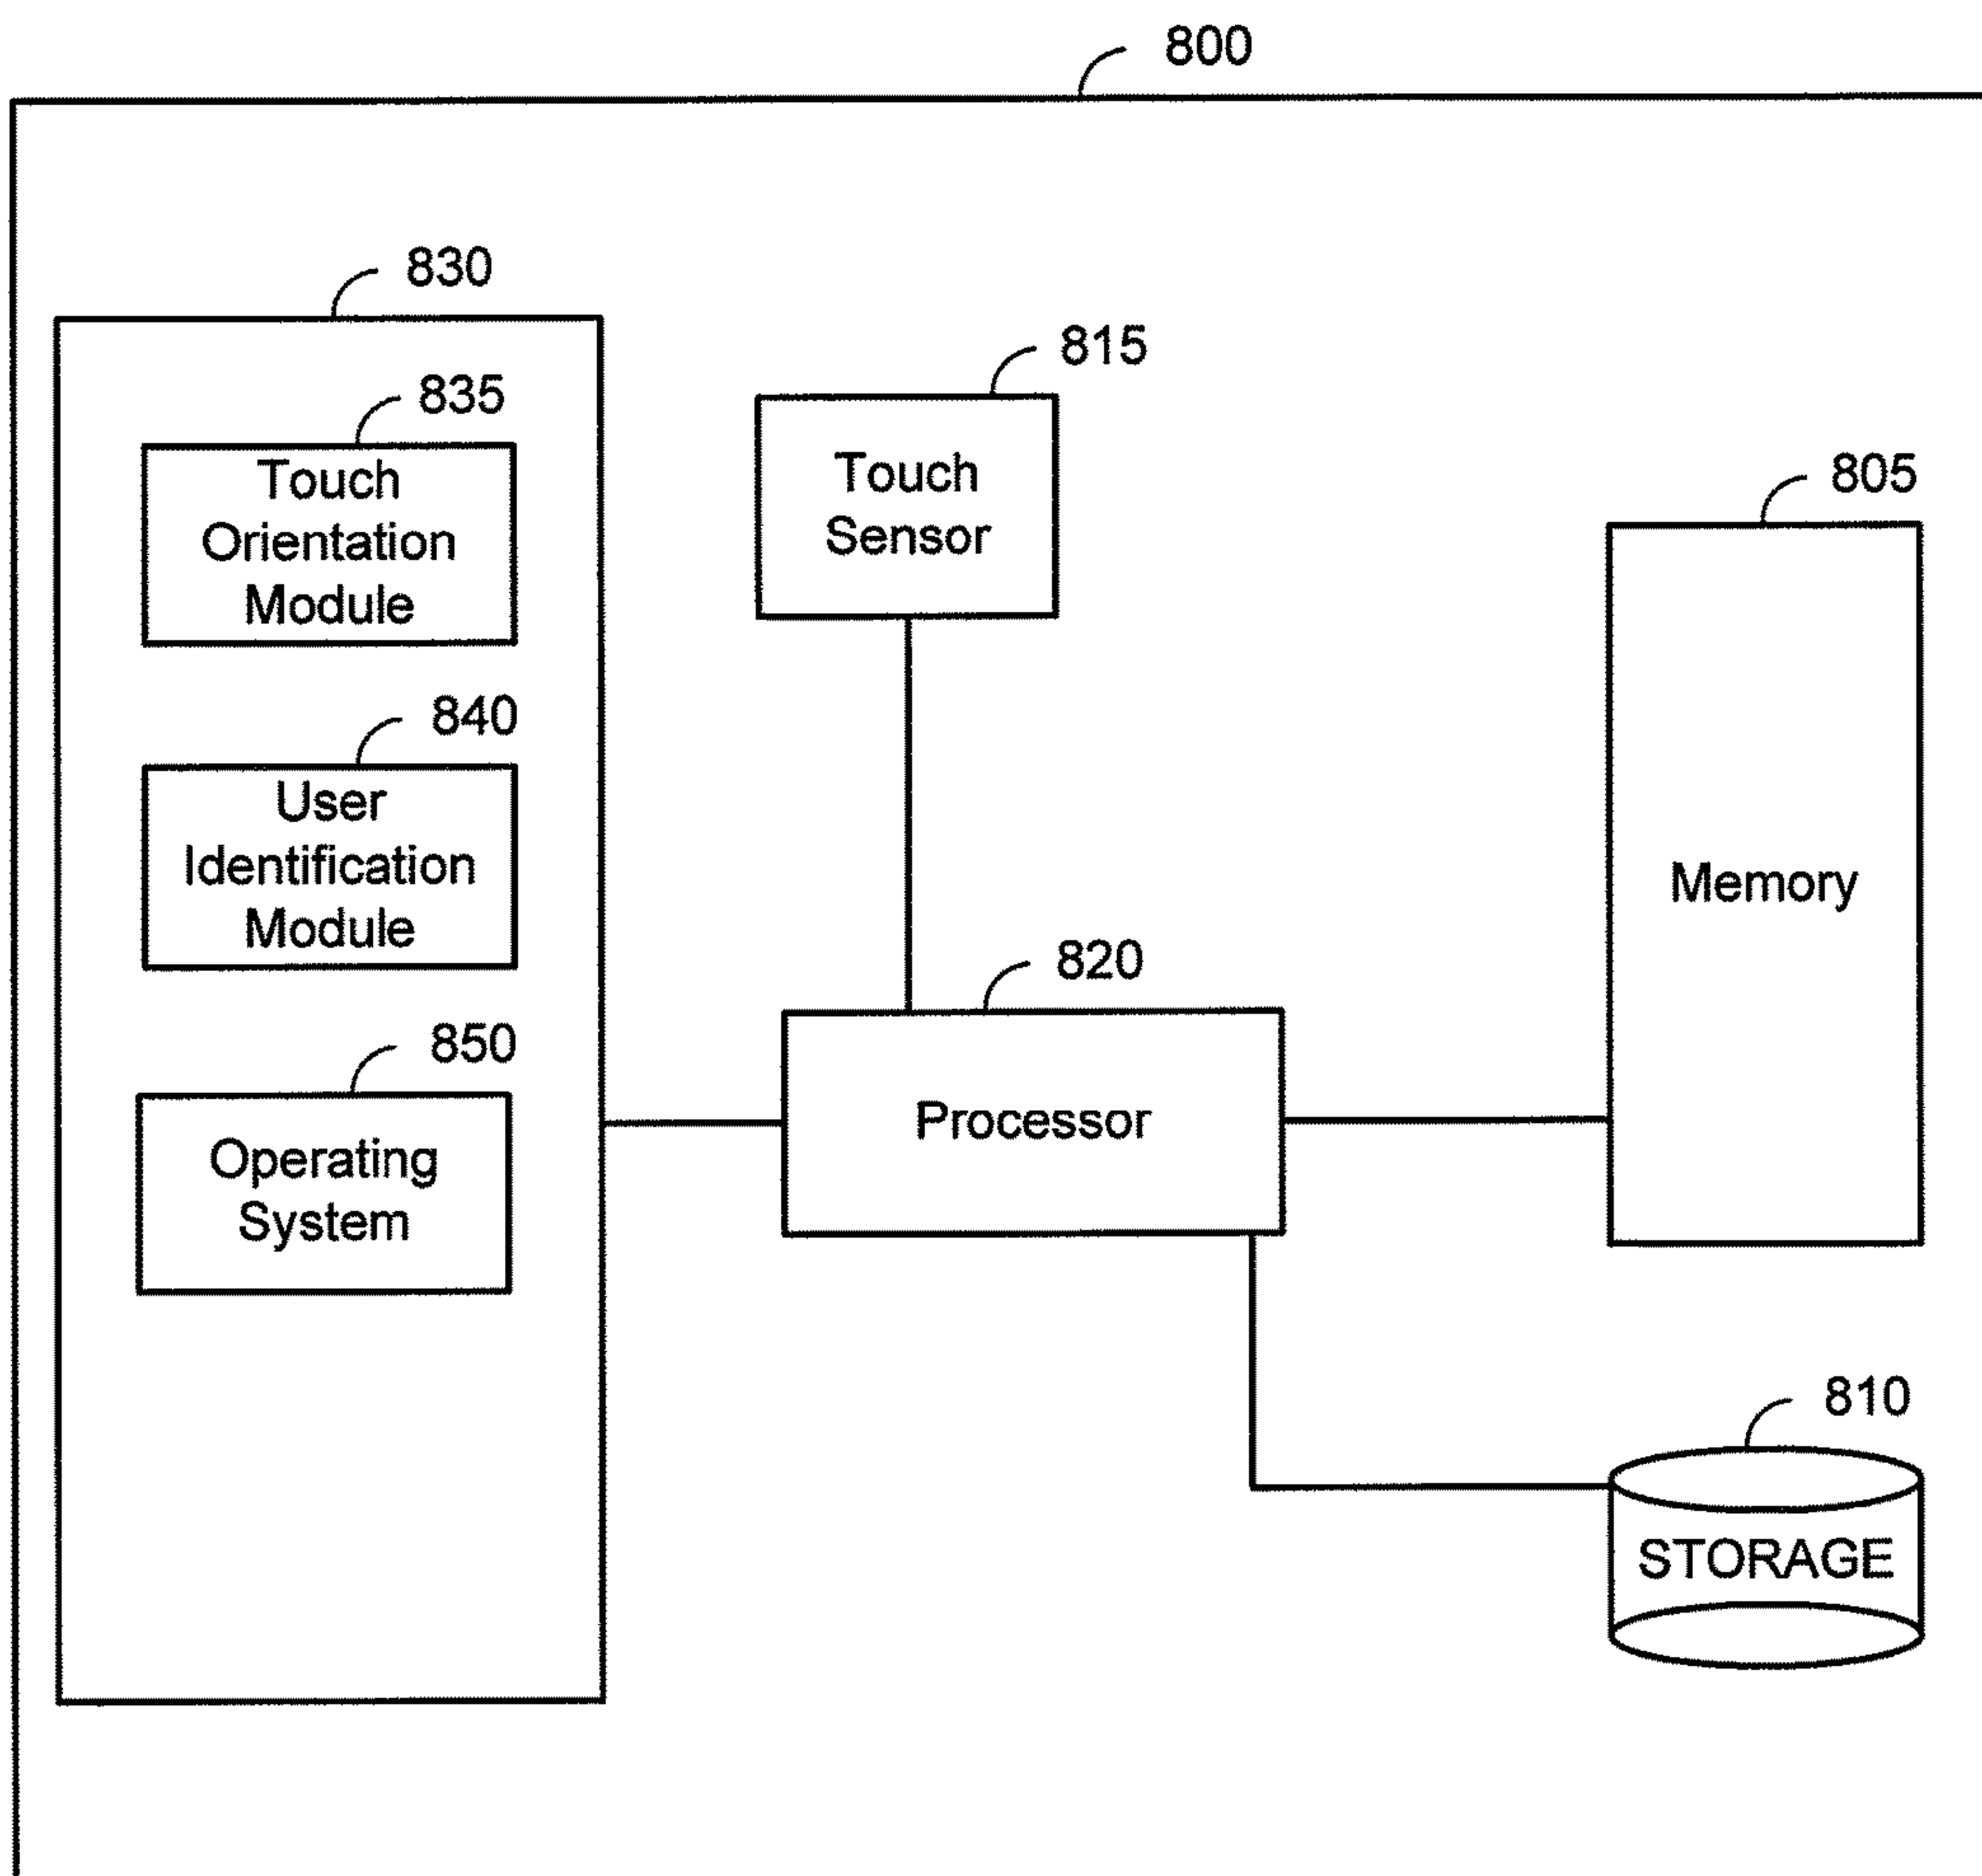 800
830
835
Touch
Orientation
Module
840
User
Identification
Module
850
Operating
System
815
Touch
Sensor
820
Processor
805
Memory
810
STORAGE